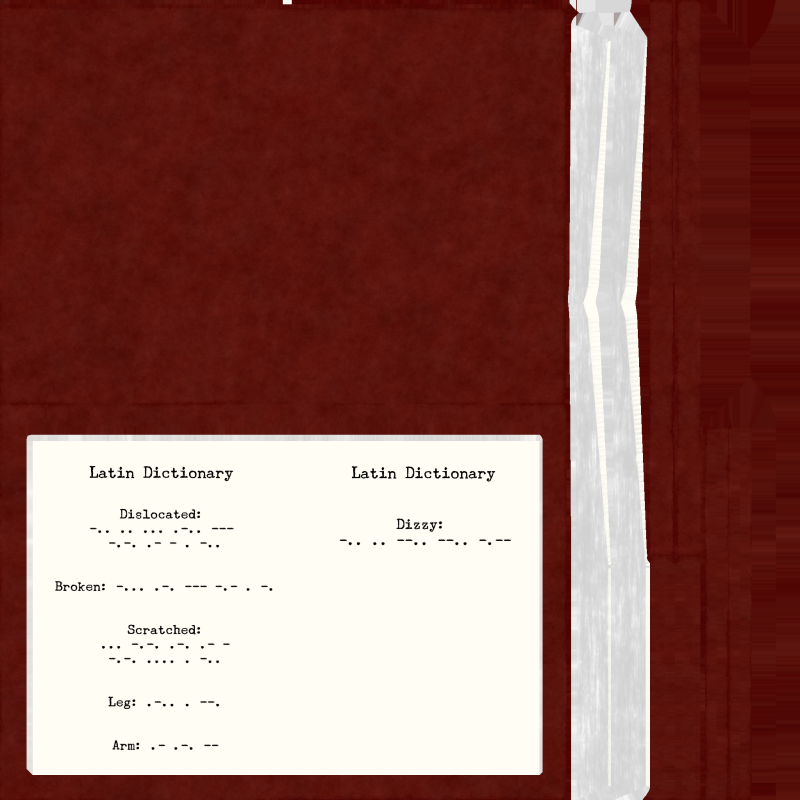 Latin Dictionary
Dislocated:
-.. .. ... .-.. ---
-.-. .- - . -..
Broken: -... .-. --- -.- . -.
Scratched:
... -.-. .-. .- -
-.-. .... . -..
Leg: .-.. . --.
Arm: .- .-. --
Latin Dictionary
Dizzy:
-.. .. --.. --.. -.--